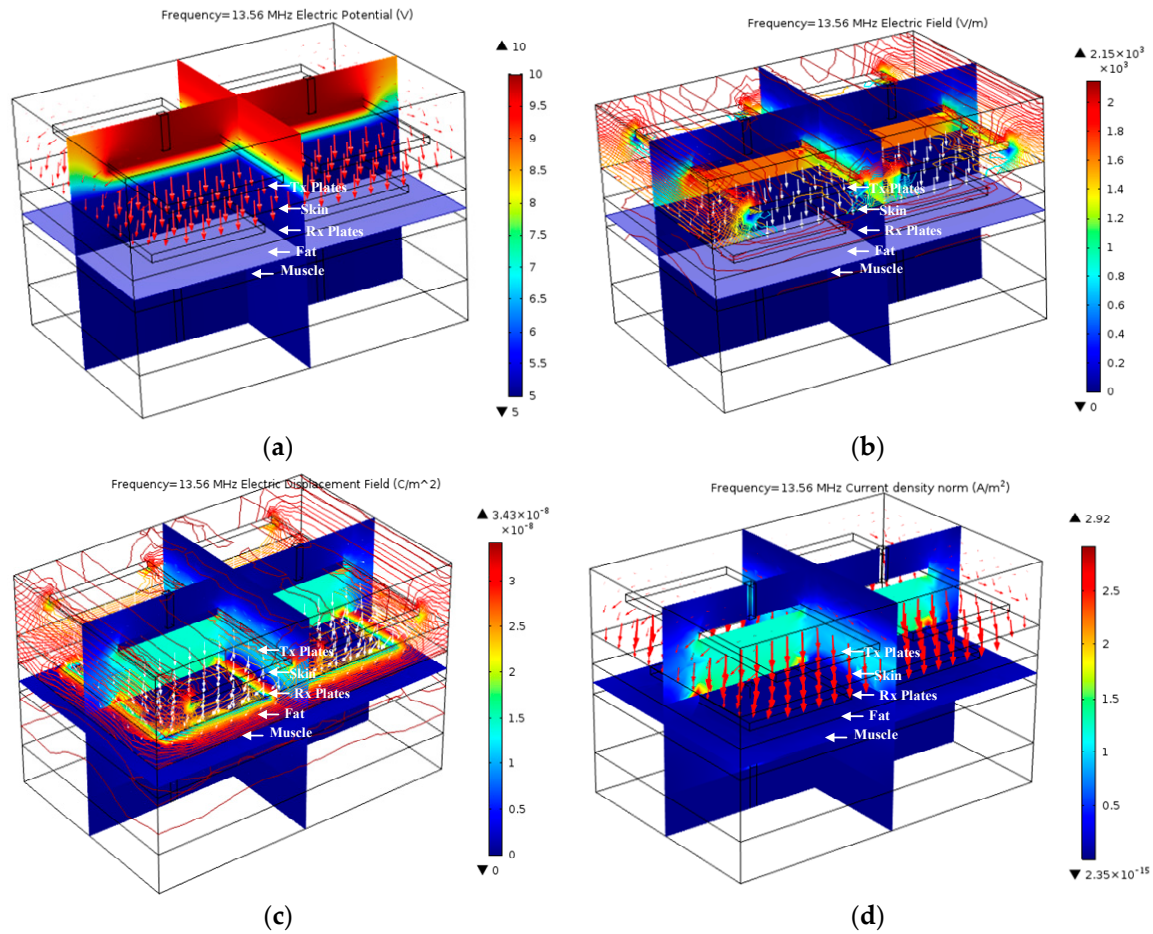 Frequency=13.56 MHz Electric Potential (V)
▲ 10
10
9.5
9
8.5
8
7.5
7
6.5
6
5.5
5
▼ 5
Tx Plates
Skin
Rx Plates
Fat
Muscle
(a)
Frequency=13.56 MHz Electric Field (V/m)
▲ 2.15×10³
×10³
2
1.8
1.6
1.4
1.2
1
0.8
0.6
0.4
0.2
0
▼ 0
Tx Plates
Skin
Rx Plates
Fat
Muscle
(b)
Frequency=13.56 MHz Electric Displacement Field (C/m^2)
▲ 3.43×10⁻⁸
×10⁻⁸
3
2.5
2
1.5
1
0.5
0
▼ 0
Tx Plates
Skin
Rx Plates
Fat
Muscle
(c)
Frequency=13.56 MHz Current density norm (A/m²)
▲ 2.92
2.5
2
1.5
1
0.5
▼ 2.35×10⁻¹⁵
Tx Plates
Skin
Rx Plates
Fat
Muscle
(d)